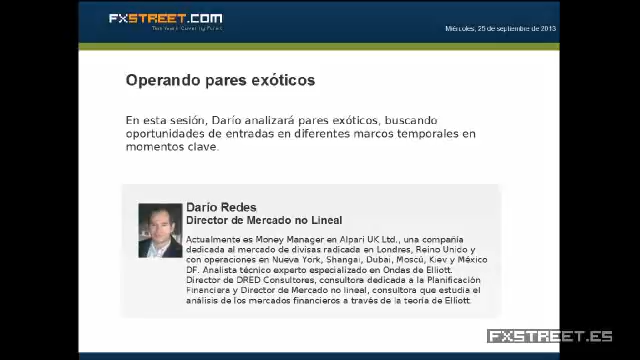 FXSTREET.COM
Miércoles, 25 de septiembre de 2013
Operando pares exóticos
En esta sesión, Darío analizará pares exóticos, buscando
oportunidades de entradas en diferentes marcos temporales en
momentos clave.
Darío Redes
Director de Mercado no Lineal
Actualmente es Money Manager en Alpari UK Ltd., una compañía
dedicada al mercado de divisas radicada en Londres, Reino Unido y
con operaciones en Nueva York, Shangai, Dubai, Moscú, Kiev y México
DF. Analista técnico experto especializado en Ondas de Elliott.
Director de DRED Consultores, consultora dedicada a la Planificación
Financiera y Director de Mercado no lineal, consultora que estudia el
análisis de los mercados financieros a través de la teoría de Elliott.
FXSTREET.ES